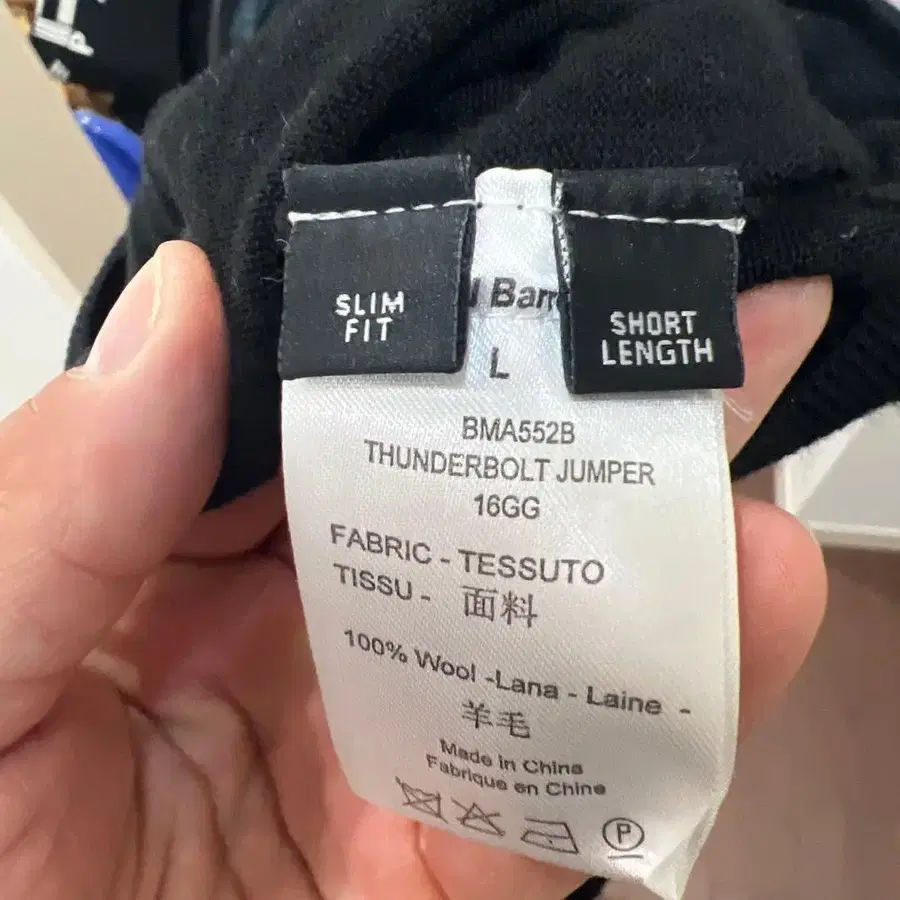 SLIM
FIT
SHORT
LENGTH
L
BMA552B
THUNDERBOLT JUMPER
16GG
FABRIC - TESSUTO
TISSU - 面料
100% Wool -Lana - Laine -
羊毛
Made in China
Fabrique en Chine
P